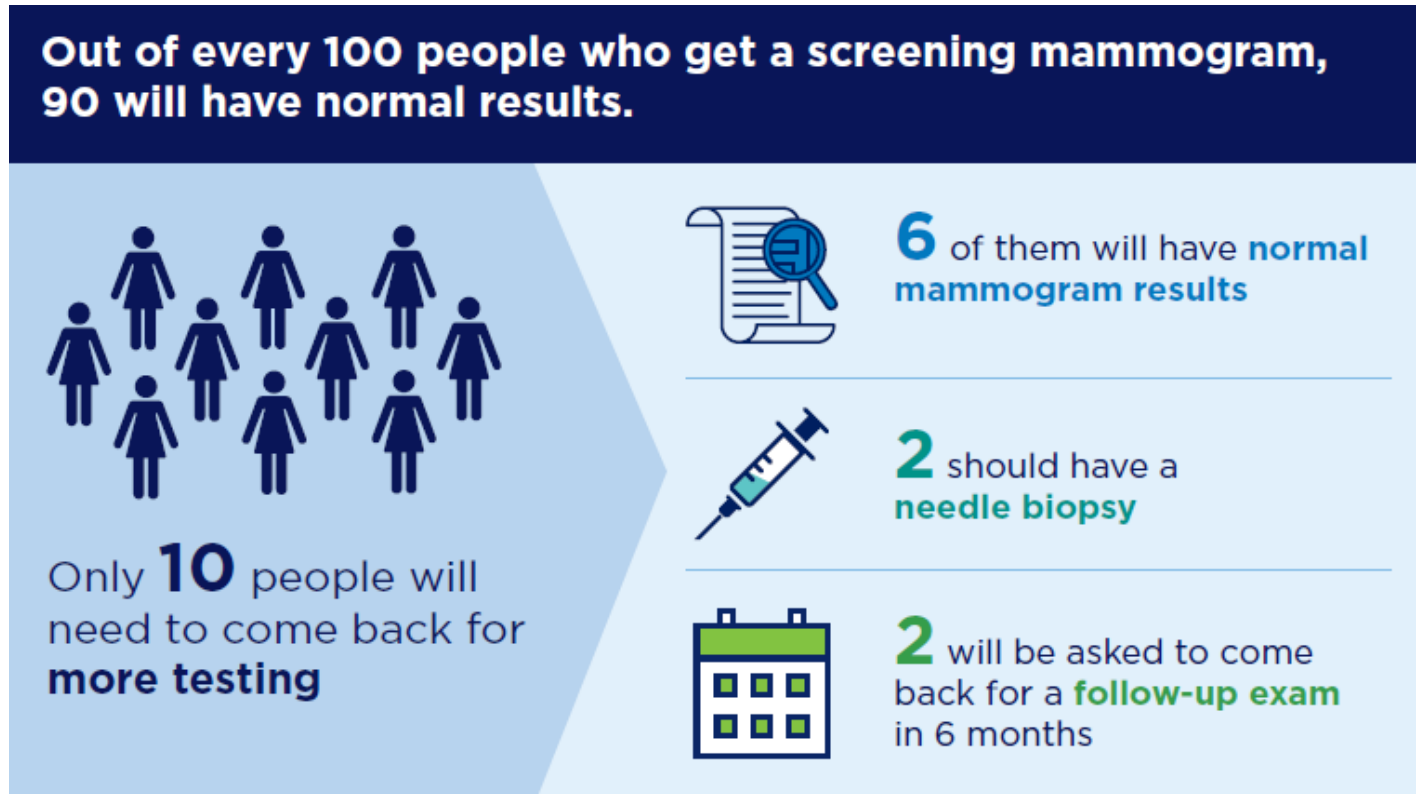 Out of every 100 people who get a screening mammogram,
90 will have normal results.
Only 10 people will
need to come back for
more testing
6 of them will have normal
mammogram results
2 should have a
needle biopsy
2 will be asked to come
back for a follow-up exam
in 6 months